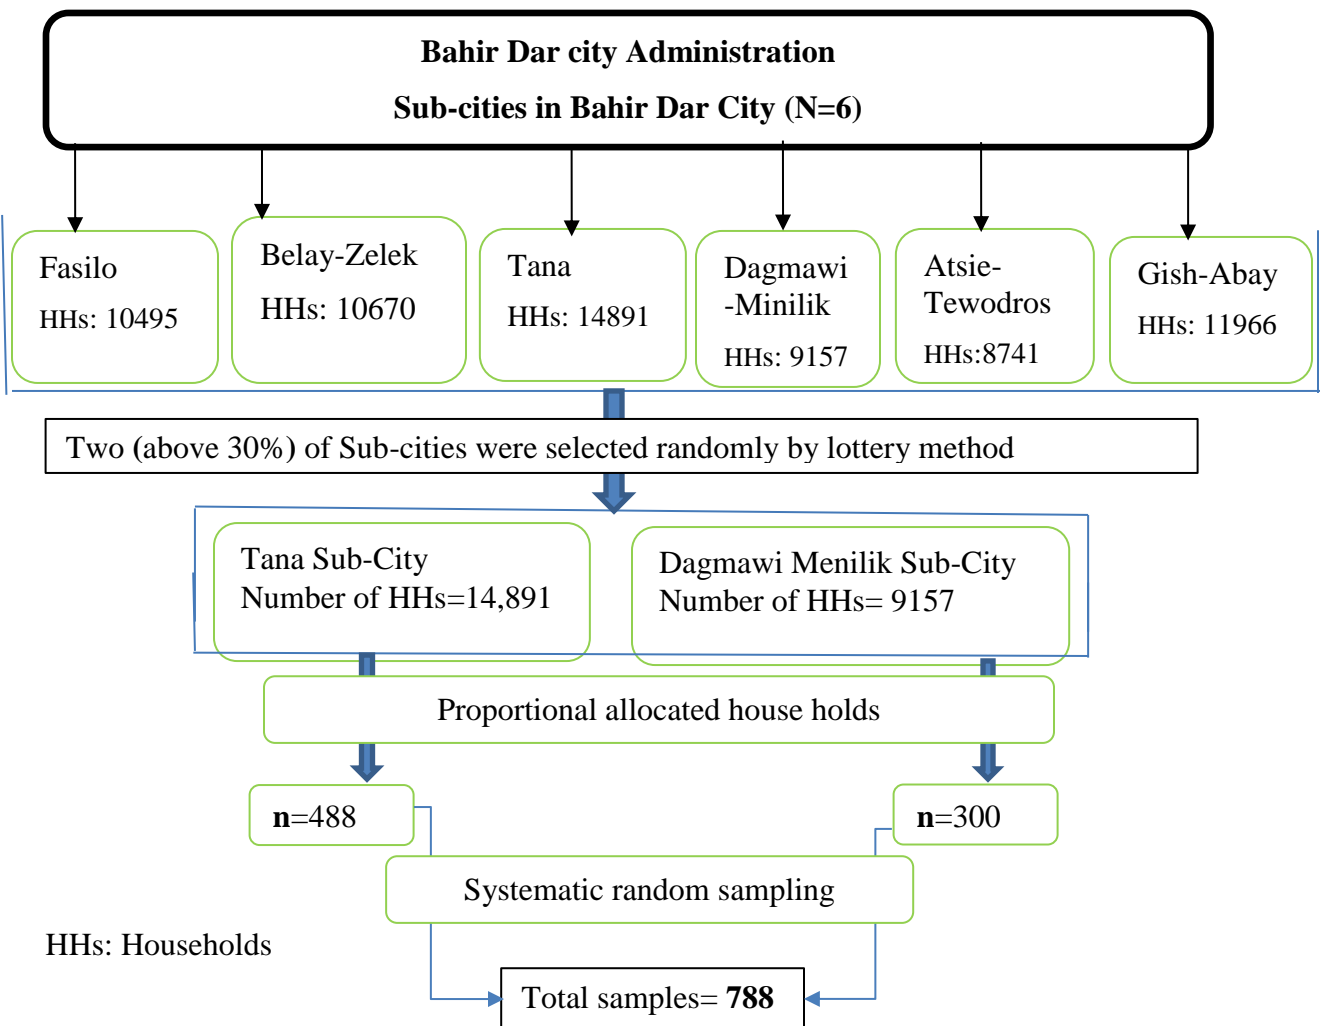 Bahir Dar city Administration
Sub-cities in Bahir Dar City (N=6)
Fasilo
HHs: 10495
Belay-Zelek
HHs: 10670
Tana
HHs: 14891
Dagmawi
-Minilik
HHs: 9157
Atsie-
Tewodros
HHs:8741
Gish-Abay
HHs: 11966
Two (above 30%) of Sub-cities were selected randomly by lottery method
Tana Sub-City
Number of HHs=14,891
Dagmawi Menilik Sub-City
Number of HHs= 9157
Proportional allocated house holds
n=488
n=300
Systematic random sampling
HHs: Households
Total samples= 788